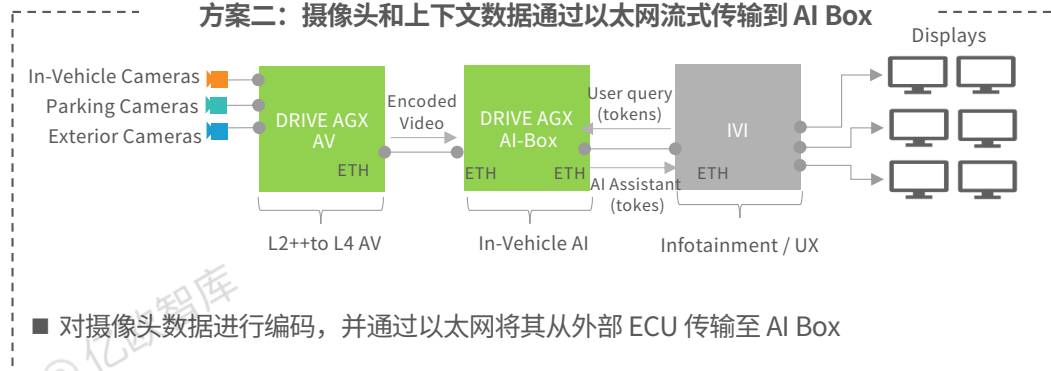 方案二：摄像头和上下文数据通过以太网流式传输到 AI Box
Displays
In-Vehicle Cameras
Parking Cameras
Exterior Cameras
DRIVE AGX
AV
ETH
Encoded
Video
DRIVE AGX
AI-Box
ETH
ETH
User query
(tokens)
AI Assistant
(tokes)
IVI
ETH
L2++to L4 AV
In-Vehicle AI
Infotainment / UX
■ 对摄像头数据进行编码，并通过以太网将其从外部 ECU 传输至 AI Box
亿欧智库